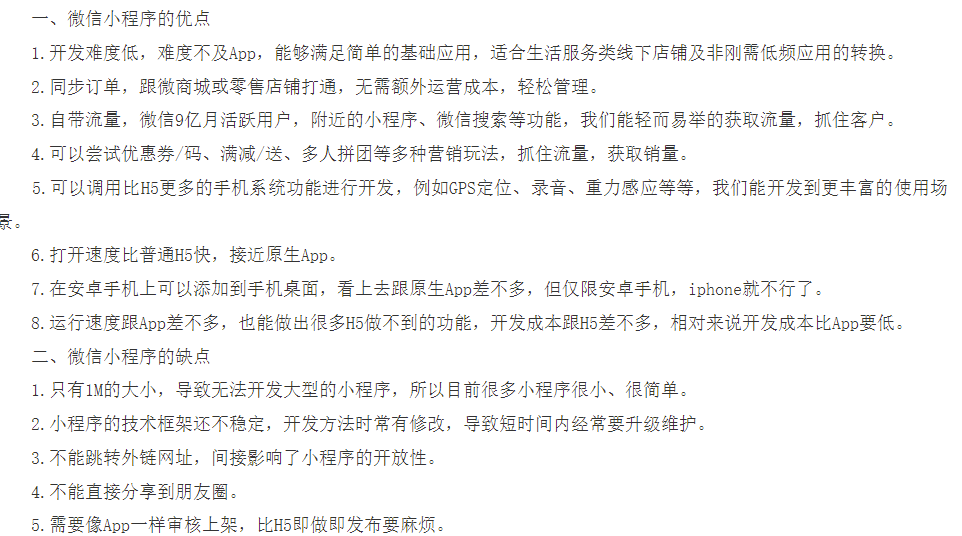 一、微信小程序的优点
1.开发难度低，难度不及App，能够满足简单的基础应用，适合生活服务类线下店铺及非刚需低频应用的转换。
2.同步订单，跟微商城或零售店铺打通，无需额外运营成本，轻松管理。
3.自带流量，微信9亿月活跃用户，附近的小程序、微信搜索等功能，我们能轻而易举的获取流量，抓住客户。
4.可以尝试优惠券/码、满减/送、多人拼团等多种营销玩法，抓住流量，获取销量。
5.可以调用比H5更多的手机系统功能进行开发，例如GPS定位、录音、重力感应等等，我们能开发到更丰富的使用场
景。
6.打开速度比普通H5快，接近原生App。
7.在安卓手机上可以添加到手机桌面，看上去跟原生App差不多，但仅限安卓手机，iphone就不行了。
8.运行速度跟App差不多，也能做出很多H5做不到的功能，开发成本跟H5差不多，相对来说开发成本比App要低。
二、微信小程序的缺点
1.只有1M的大小，导致无法开发大型的小程序，所以目前很多小程序很小、很简单。
2.小程序的技术框架还不稳定，开发方法时常有修改，导致短时间内经常要升级维护。
3.不能跳转外链网址，间接影响了小程序的开放性。
4.不能直接分享到朋友圈。
5.需要像App一样审核上架，比H5即做即发布要麻烦。